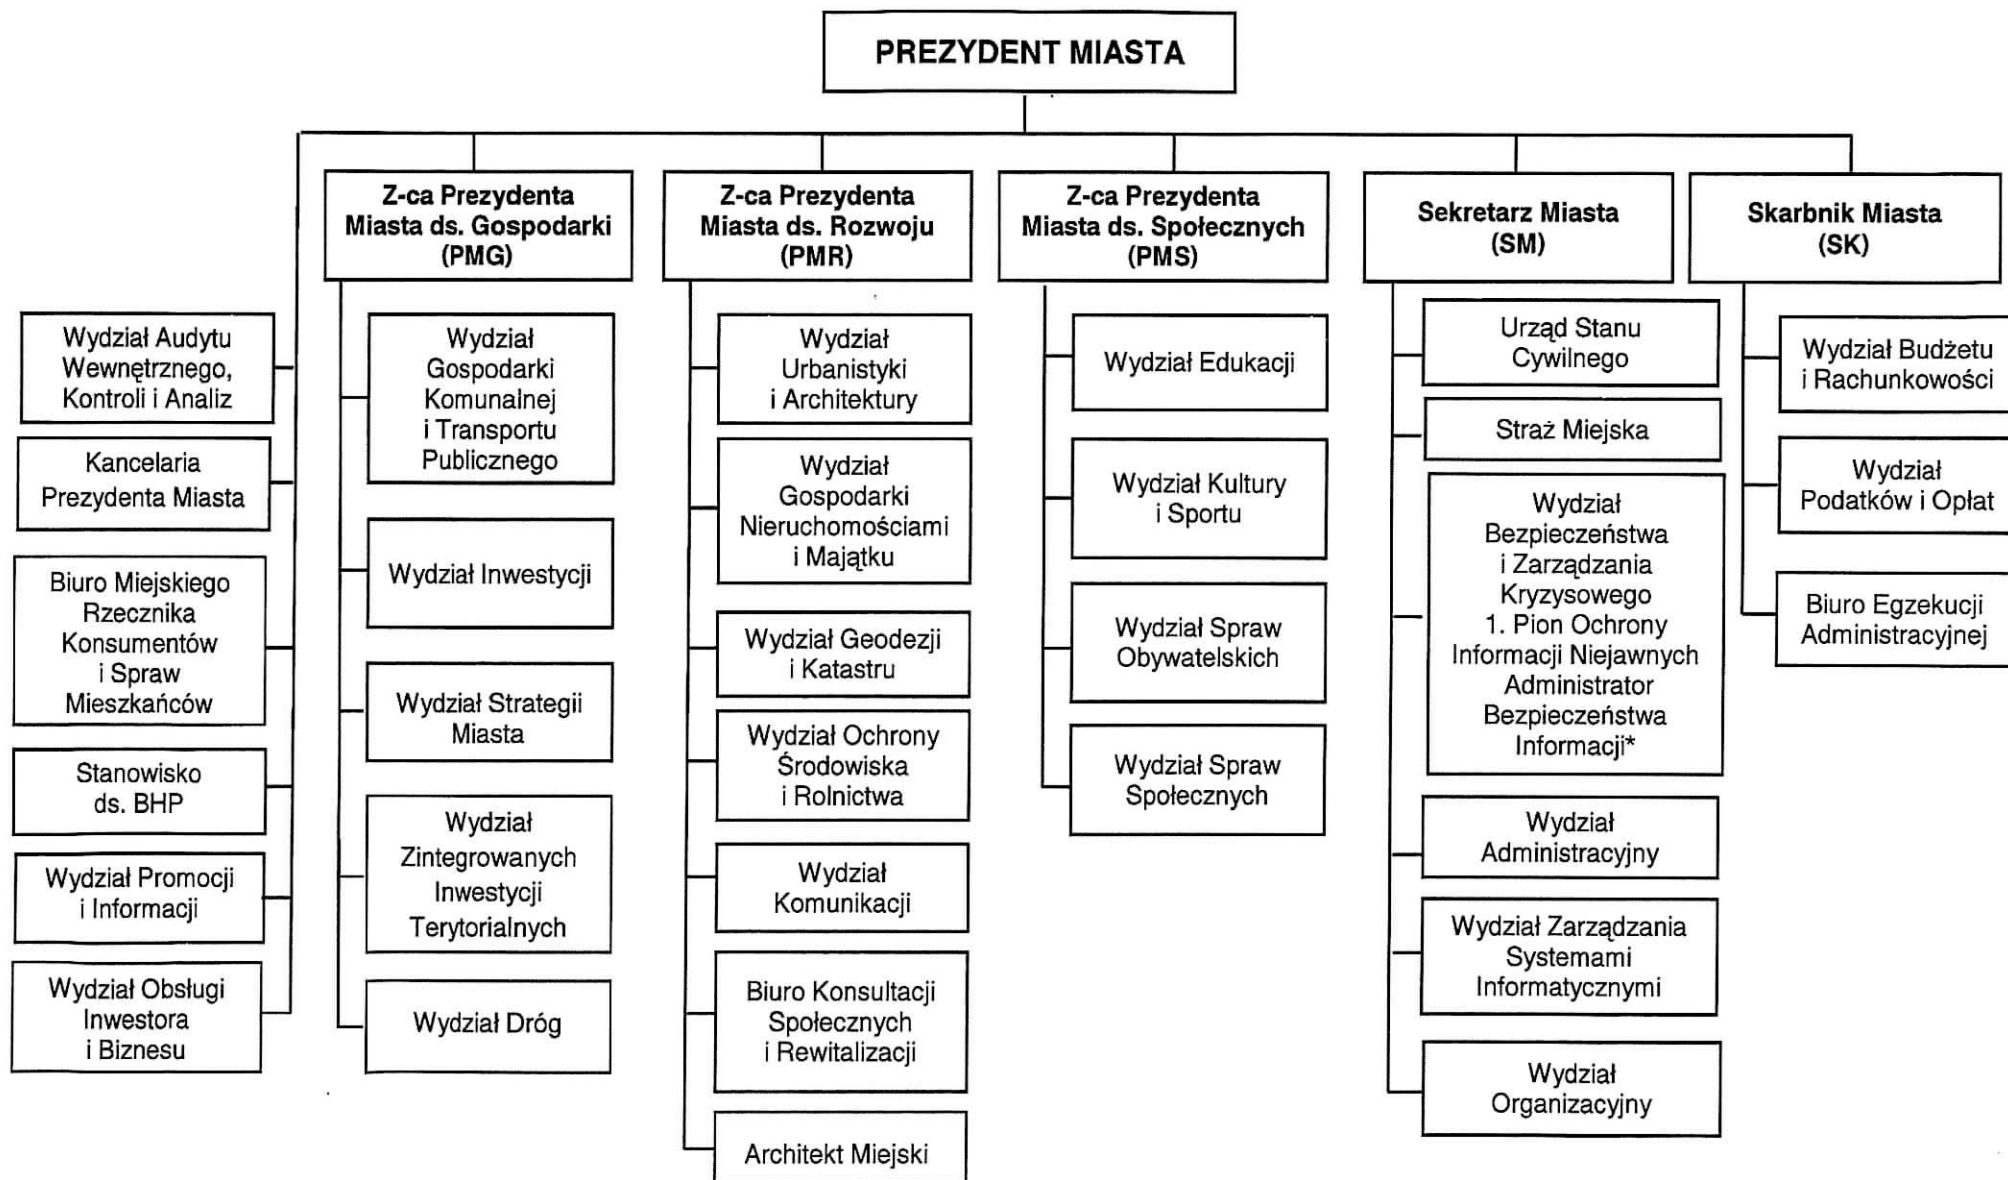 PREZYDENT MIASTA
Z-ca Prezydenta
Miasta ds. Gospodarki
(PMG)
Z-ca Prezydenta
Miasta ds. Rozwoju
(PMR)
Z-ca Prezydenta
Miasta ds. Społecznych
(PMS)
Sekretarz Miasta
(SM)
Skarbnik Miasta
(SK)
Wydział Audytu
Wewnętrznego,
Kontroli i Analiz
Kancelaria
Prezydenta Miasta
Biuro Miejskiego
Rzecznika
Konsumentów
i Spraw
Mieszkańców
Stanowisko
ds. BHP
Wydział Promocji
i Informacji
Wydział Obsługi
Inwestora
i Biznesu
Wydział
Gospodarki
Komunalnej
i Transportu
Publicznego
Wydział Inwestycji
Wydział Strategii
Miasta
Wydział
Zintegrowanych
Inwestycji
Terytorialnych
Wydział Dróg
Wydział
Urbanistyki
i Architektury
Wydział
Gospodarki
Nieruchomościami
i Majątku
Wydział Geodezji
i Katastru
Wydział Ochrony
Środowiska
i Rolnictwa
Wydział
Komunikacji
Biuro Konsultacji
Społecznych
i Rewitalizacji
Architekt Miejski
Wydział Edukacji
Wydział Kultury
i Sportu
Wydział Spraw
Obywatelskich
Wydział Spraw
Społecznych
Urząd Stanu
Cywilnego
Straż Miejska
Wydział
Bezpieczeństwa
i Zarządzania
Kryzysowego
1. Pion Ochrony
Informacji Niejawnych
Administrator
Bezpieczeństwa
Informacji*
Wydział
Administracyjny
Wydział Zarządzania
Systemami
Informatycznymi
Wydział
Organizacyjny
Wydział Budżetu
i Rachunkowości
Wydział
Podatków i Opłat
Biuro Egzekucji
Administracyjnej